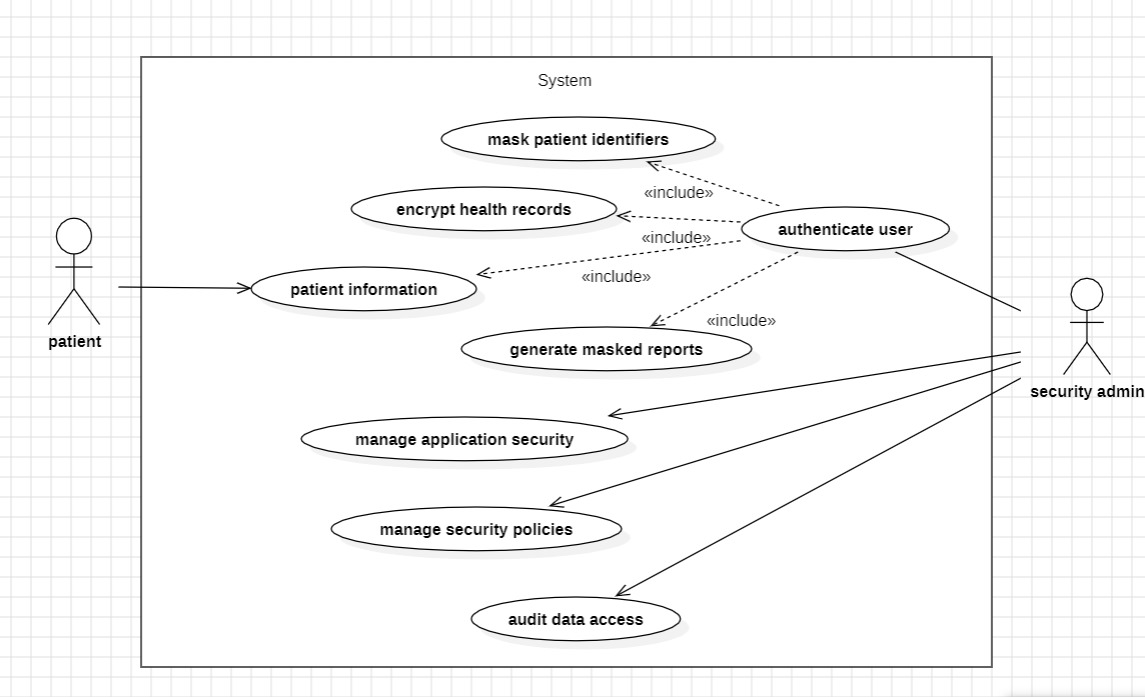 System
mask patient identifiers
«include»
encrypt health records
authenticate user
«include»
«include»
patient information
«include»
patient
generate masked reports
security admin
manage application security
manage security policies
audit data access